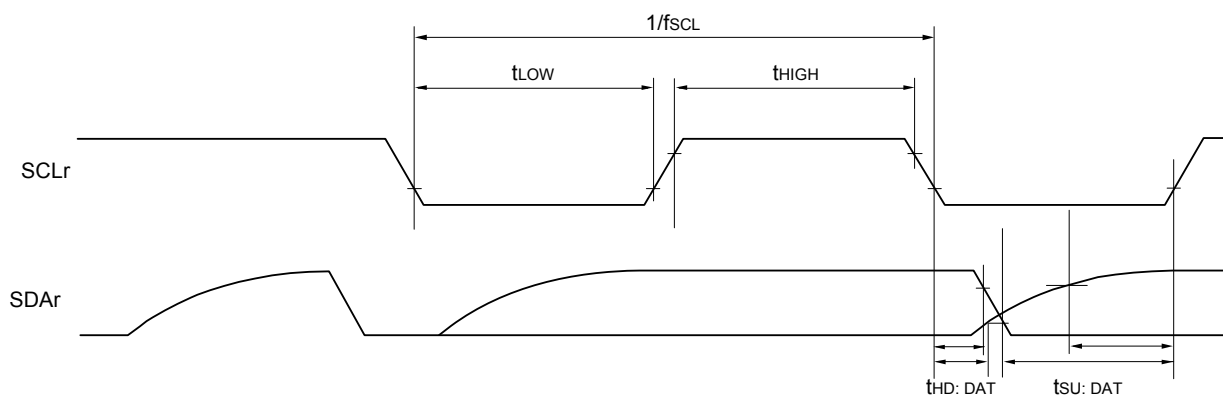 1/fSCL
tLOW
tHIGH
SCLr
SDAr
tHD: DAT
tSU: DAT